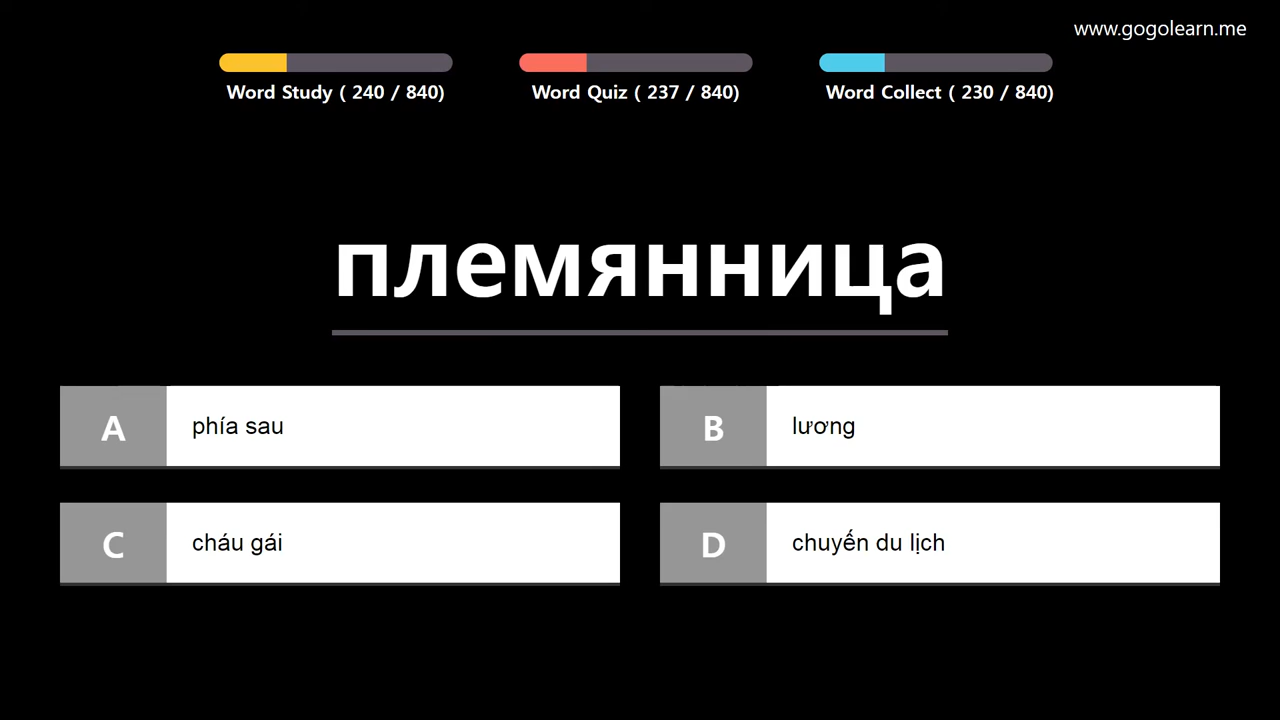 www.gogolearn.me
Word Study ( 240 / 840)
Word Quiz ( 237 / 840)
Word Collect ( 230 / 840)
племянница
A phía sau
B lương
C cháu gái
D chuyến du lịch